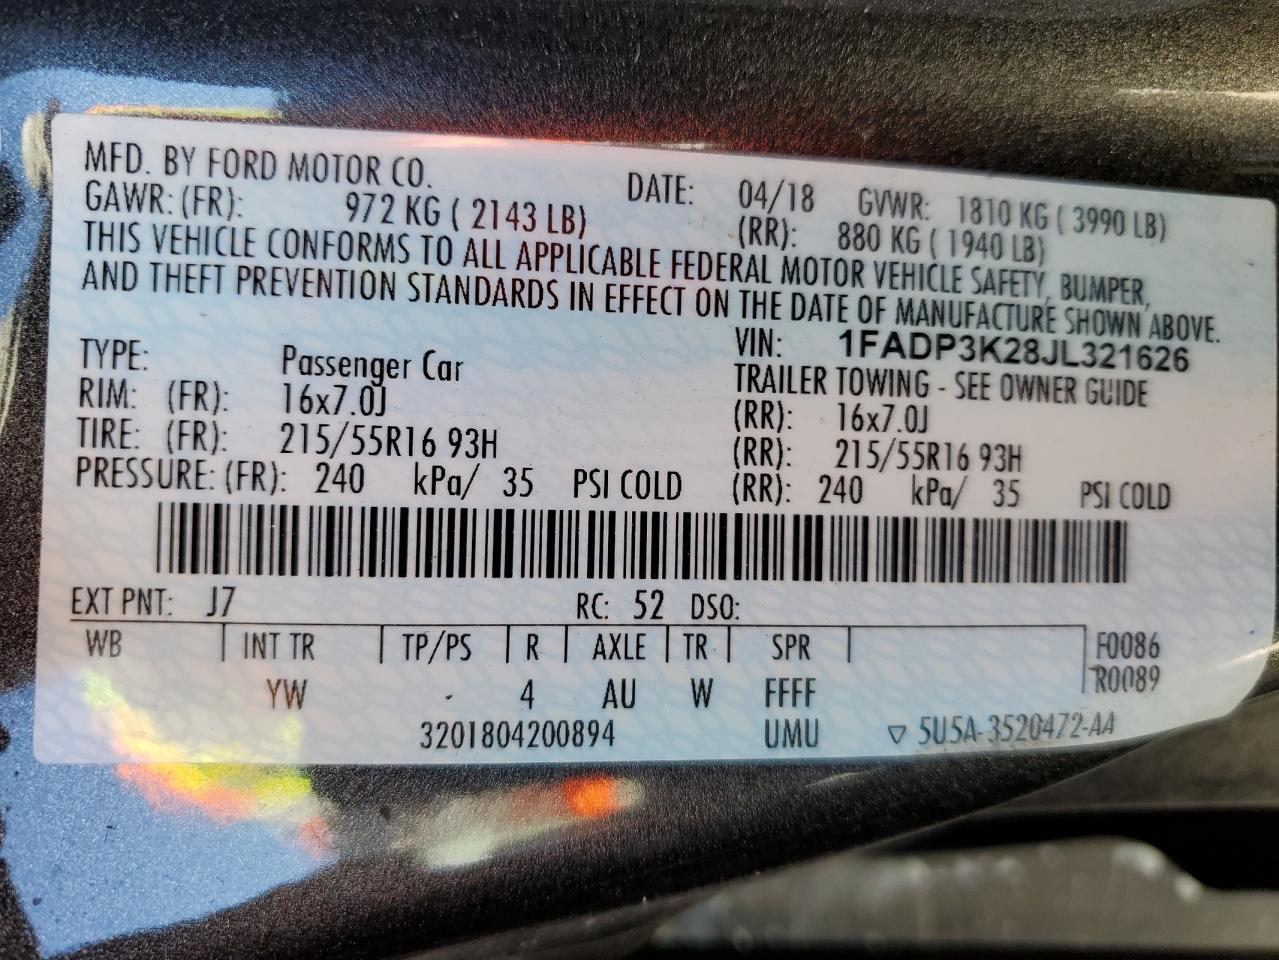 MFD. BY FORD MOTOR CO. DATE: 04/18 GVWR: 1810 KG ( 3990 LB)
GAWR: (FR): 972 KG ( 2143 LB) (RR): 880 KG ( 1940 LB)
THIS VEHICLE CONFORMS TO ALL APPLICABLE FEDERAL MOTOR VEHICLE SAFETY, BUMPER,
AND THEFT PREVENTION STANDARDS IN EFFECT ON THE DATE OF MANUFACTURE SHOWN ABOVE.
VIN: 1FADP3K28JL321626
TYPE: Passenger Car TRAILER TOWING - SEE OWNER GUIDE
RIM: (FR): 16x7.0J (RR): 16x7.0J
TIRE: (FR): 215/55R16 93H (RR): 215/55R16 93H
PRESSURE: (FR): 240 kPa/ 35 PSI COLD (RR): 240 kPa/ 35 PSI COLD
EXT PNT: J7 RC: 52 DSO:
WB INT TR TP/PS R AXLE TR SPR F0086
YW - 4 AU W FFFF R0089
3201804200894 UMU ▽ 5U5A-3520472-AA